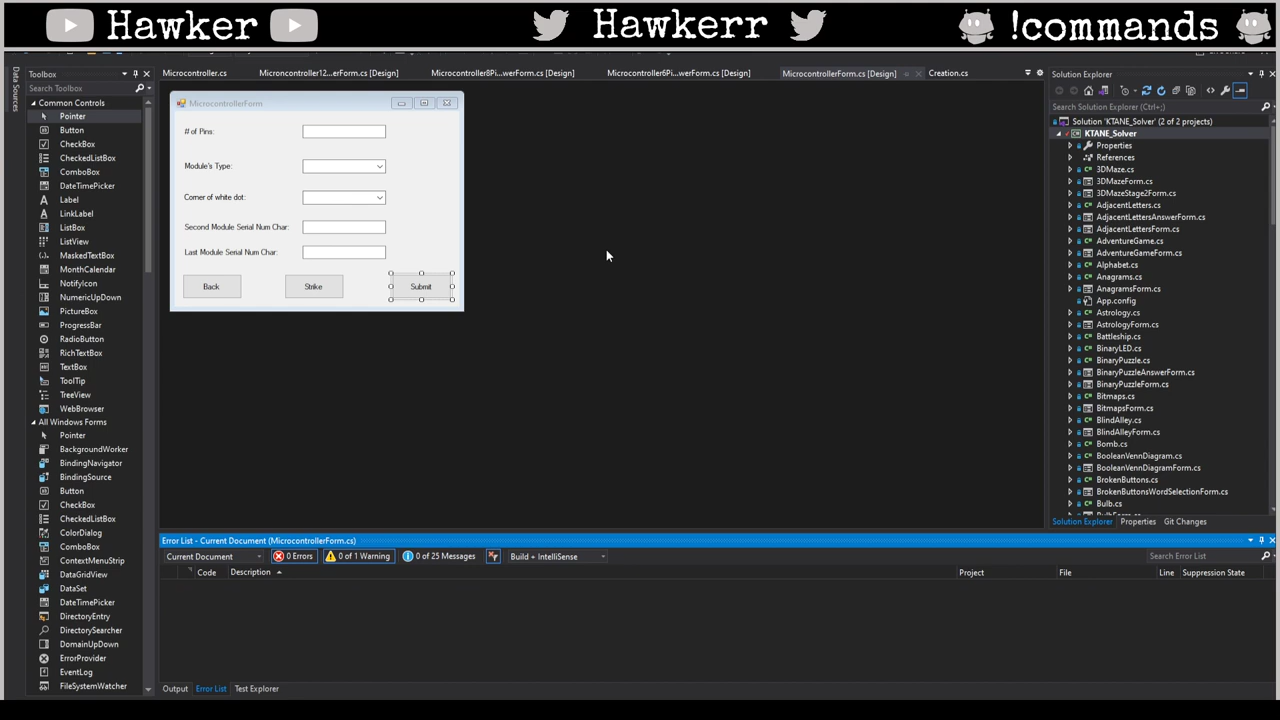 Hawker
Hawkerr
!commands
Data Sources
Toolbox
Search Toolbox
Common Controls
Pointer
Button
CheckBox
CheckedListBox
ComboBox
DateTimePicker
Label
LinkLabel
ListBox
ListView
MaskedTextBox
MonthCalendar
NotifyIcon
NumericUpDown
PictureBox
ProgressBar
RadioButton
RichTextBox
TextBox
ToolTip
TreeView
WebBrowser
All Windows Forms
Pointer
BackgroundWorker
BindingNavigator
BindingSource
Button
CheckBox
CheckedListBox
ColorDialog
ComboBox
ContextMenuStrip
DataGridView
DataSet
DateTimePicker
DirectoryEntry
DirectorySearcher
DomainUpDown
ErrorProvider
EventLog
FileSystemWatcher
Microcontroller.cs
Microncontroller12...erForm.cs [Design]
Microcontroller8Pi...werForm.cs [Design]
Microcontroller6Pi...werForm.cs [Design]
MicrocontrollerForm.cs [Design]
Creation.cs
MicrocontrollerForm
# of Pins:
Module's Type:
Corner of white dot:
Second Module Serial Num Char:
Last Module Serial Num Char:
Back
Strike
Submit
Error List - Current Document (MicrocontrollerForm.cs)
Current Document
0 Errors
0 of 1 Warning
0 of 25 Messages
Build + IntelliSense
Search Error List
Code
Description
Project
File
Line
Suppression State
Output
Error List
Test Explorer
Solution Explorer
Search Solution Explorer (Ctrl+;)
Solution 'KTANE_Solver' (2 of 2 projects)
KTANE_Solver
Properties
References
3DMaze.cs
3DMazeForm.cs
3DMazeStage2Form.cs
AdjacentLetters.cs
AdjacentLettersAnswerForm.cs
AdjacentLettersForm.cs
AdventureGame.cs
AdventureGameForm.cs
Alphabet.cs
Anagrams.cs
AnagramsForm.cs
App.config
Astrology.cs
AstrologyForm.cs
Battleship.cs
BinaryLED.cs
BinaryPuzzle.cs
BinaryPuzzleAnswerForm.cs
BinaryPuzzleForm.cs
Bitmaps.cs
BitmapsForm.cs
BlindAlley.cs
BlindAlleyForm.cs
Bomb.cs
BooleanVennDiagram.cs
BooleanVennDiagramForm.cs
BrokenButtons.cs
BrokenButtonsWordSelectionForm.cs
Bulb.cs
Solution Explorer
Properties
Git Changes